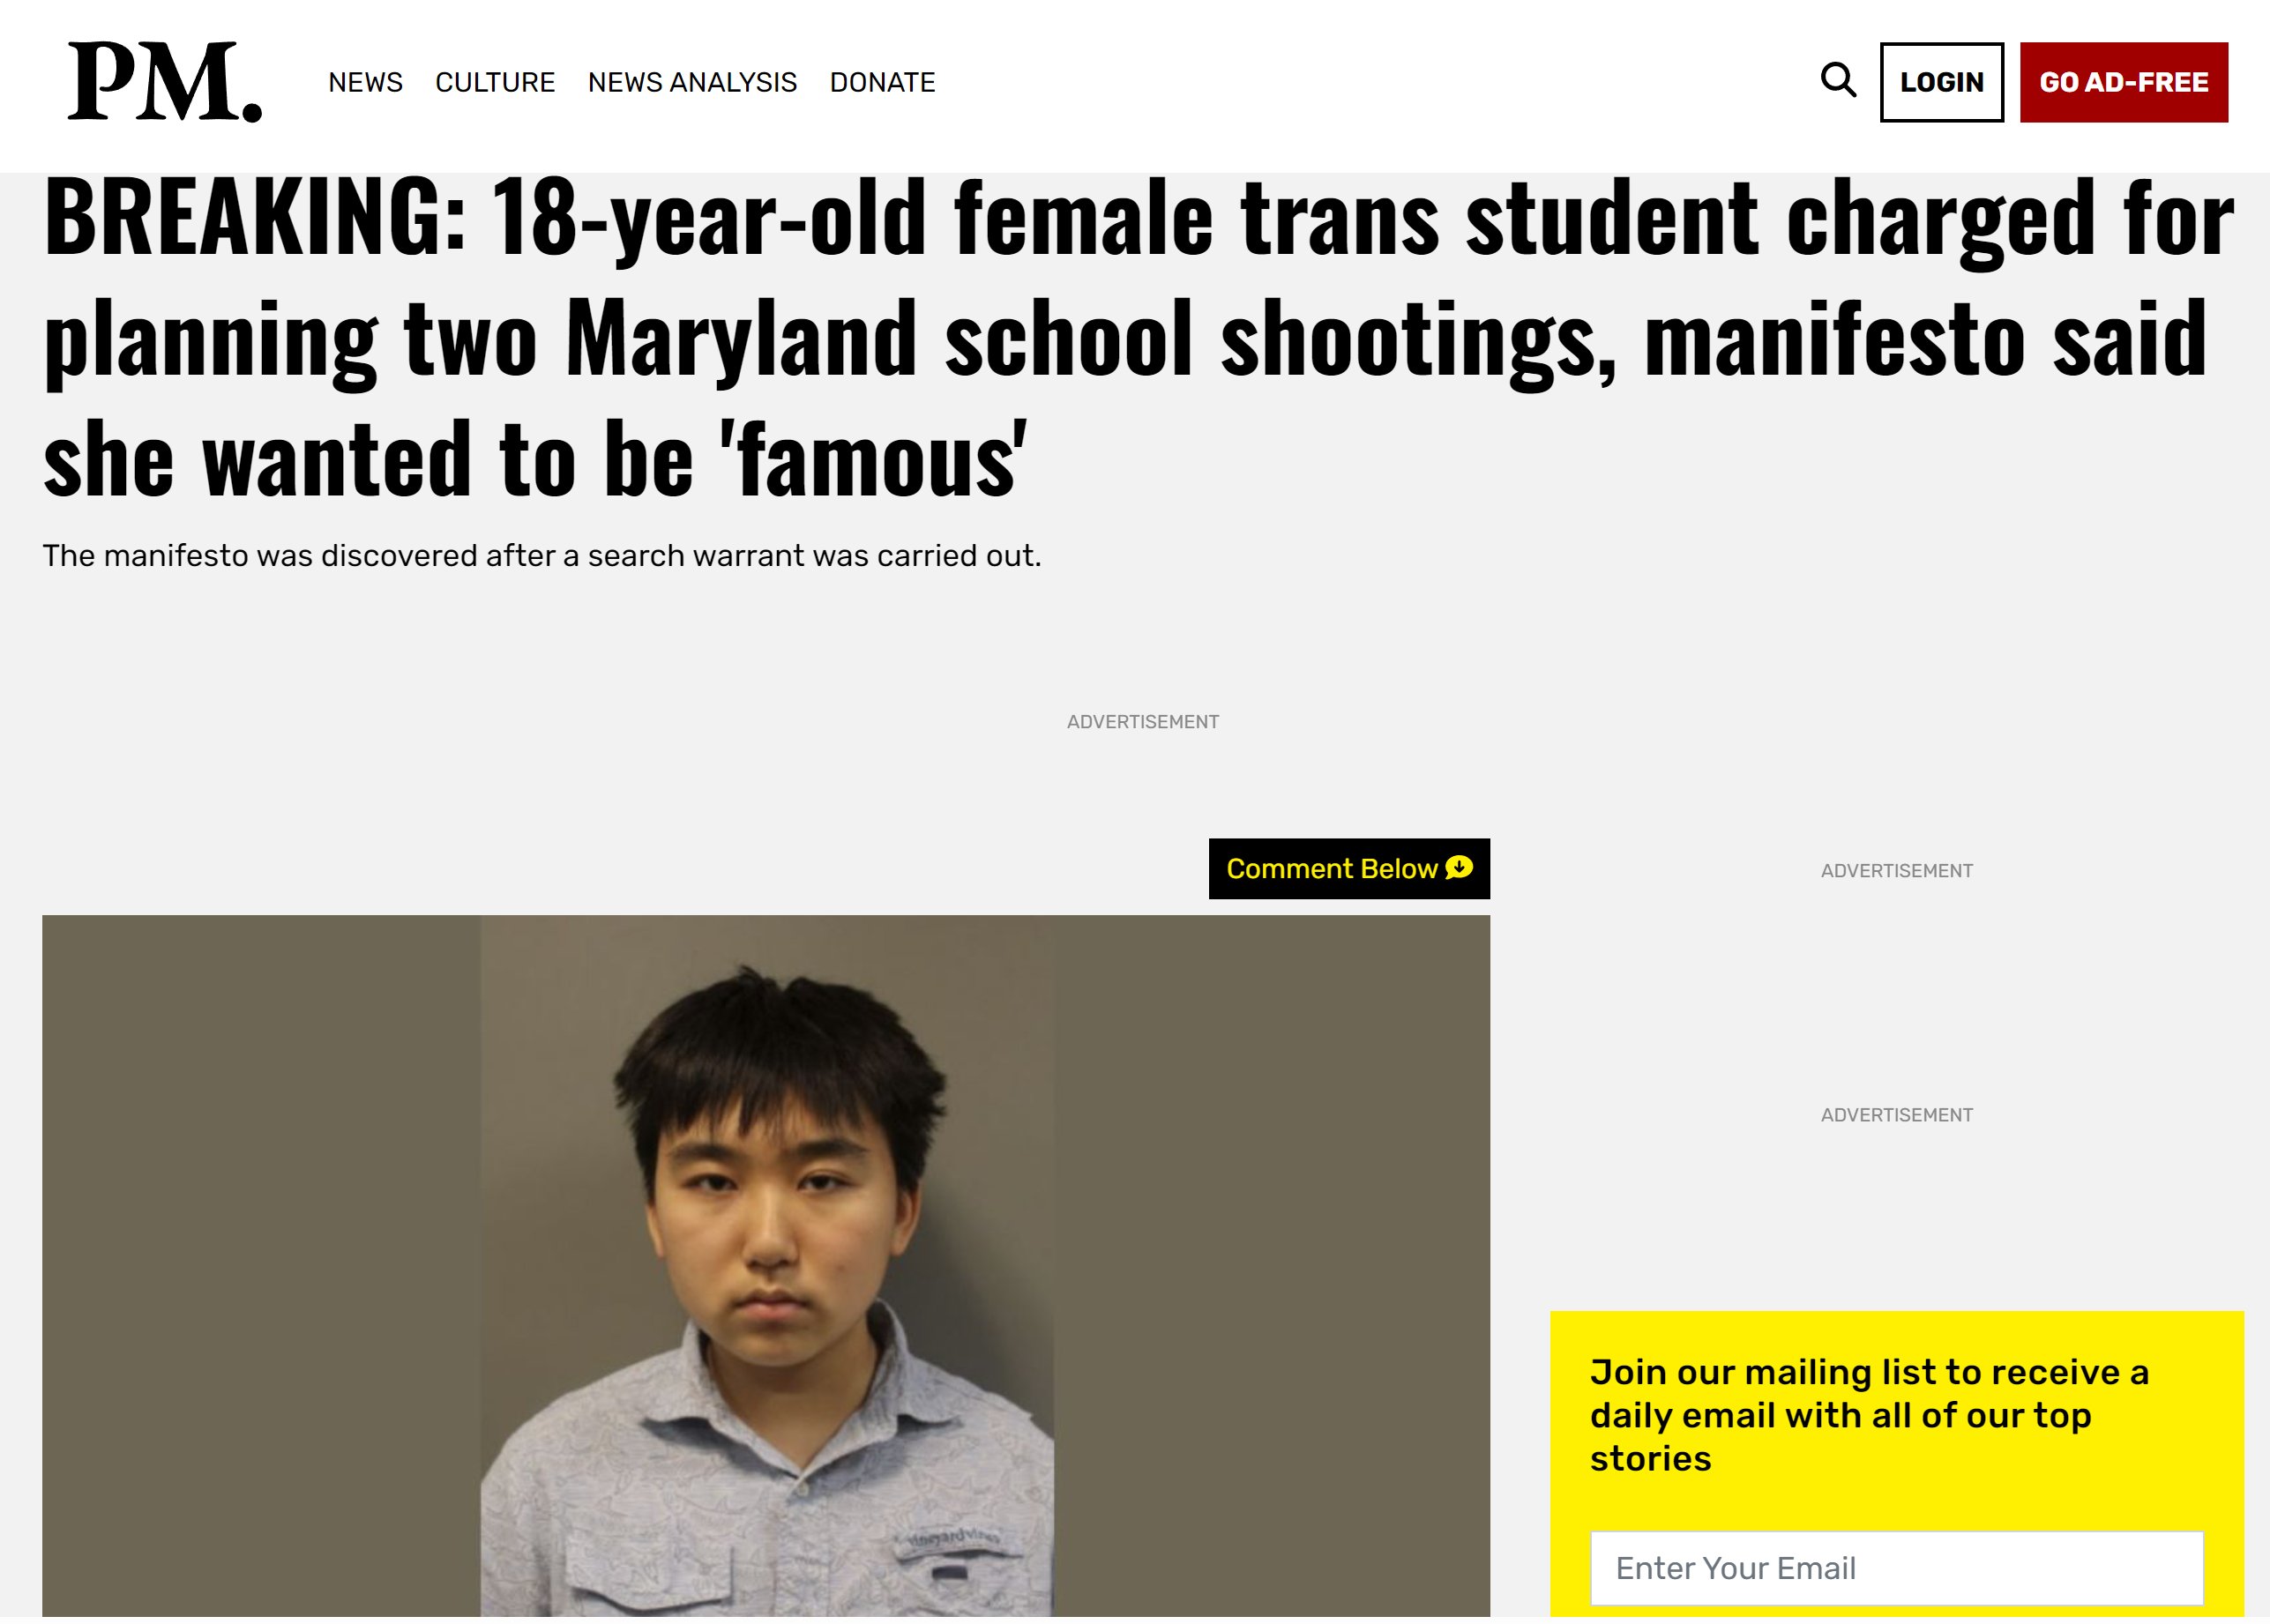 PM.
NEWS CULTURE NEWS ANALYSIS DONATE
LOGIN
GO AD-FREE
BREAKING: 18-year-old female trans student charged for
planning two Maryland school shootings, manifesto said
she wanted to be 'famous'
The manifesto was discovered after a search warrant was carried out.
ADVERTISEMENT
Comment Below
ADVERTISEMENT
ADVERTISEMENT
vineyard vines
Join our mailing list to receive a
daily email with all of our top
stories
Enter Your Email